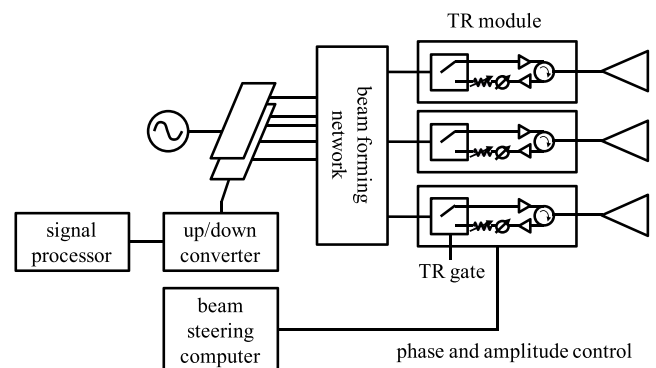 TR module
beam forming
network
signal
processor
up/down
converter
TR gate
beam
steering
computer
phase and amplitude control